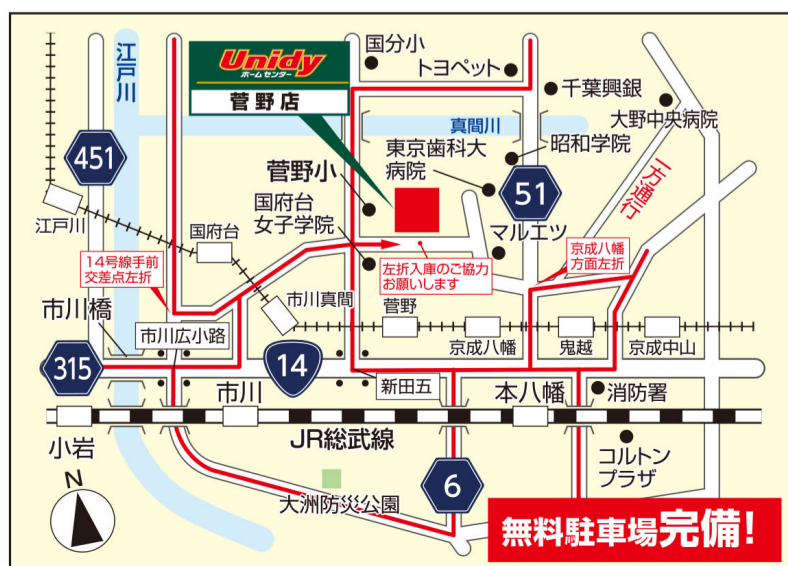 江戸川
Unidy
ホームセンター
菅野店
国分小
トヨペット
千葉興銀
大野中央病院
真間川
451
東京歯科大
病院
昭和学院
菅野小
51
一方通行
江戸川
国府台
国府台
女子学院
マルエツ
14号線手前
交差点左折
左折入庫のご協力
お願いします
京成八幡
方面左折
市川橋
市川真間
菅野
市川広小路
京成八幡
鬼越
京成中山
315
14
市川
新田五
本八幡
消防署
小岩
JR総武線
コルトン
プラザ
N
6
大洲防災公園
無料駐車場完備!